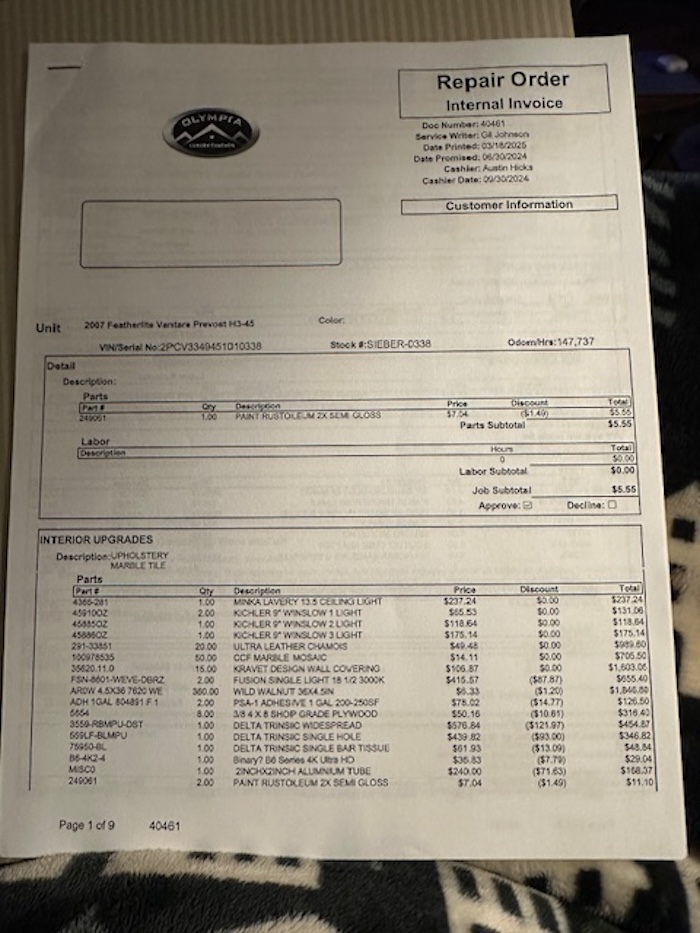 OLYMPIA
Repair Order
Internal Invoice
Doc Number: 40461
Service Writer: Gil Johnson
Date Printed: 03/18/2025
Date Promised: 06/30/2024
Cashier: Austin Hicks
Cashier Date: 09/30/2024
Customer Information
Unit 2007 Featherlite Vantare Prevost H3-45 Color:
VIN/Serial No:2PCV3349451010338 Stock #:SIEBER-0338 Odom/Hrs:147,737
Detail
Description:
Parts
Part # Qty Description Price Discount Total
249061 1.00 PAINT RUSTOLEUM 2X SEMI GLOSS $7.04 ($1.49) $5.55
Parts Subtotal $5.55
Labor
Description Hours Total
0 $0.00
Labor Subtotal $0.00
Job Subtotal $5.55
Approve: Decline:
INTERIOR UPGRADES
Description:UPHOLSTERY
MARBLE TILE
Parts
Part # Qty Description Price Discount Total
4365-281 1.00 MINKA LAVERY 13.5 CEILING LIGHT $237.24 $0.00 $237.24
45910OZ 2.00 KICHLER 9" WINSLOW 1 LIGHT $65.53 $0.00 $131.06
45885OZ 1.00 KICHLER 9" WINSLOW 2 LIGHT $118.64 $0.00 $118.64
45886OZ 1.00 KICHLER 9" WINSLOW 3 LIGHT $175.14 $0.00 $175.14
291-33851 20.00 ULTRA LEATHER CHAMOIS $49.48 $0.00 $989.60
100978535 50.00 CCF MARBLE MOSAIC $14.11 $0.00 $705.50
35620.11.0 15.00 KRAVET DESIGN WALL COVERING $106.87 $0.00 $1,603.05
FSN-8601-WEVE-DBRZ 2.00 FUSION SINGLE LIGHT 18 1/2 3000K $415.57 ($87.87) $655.40
AROW 4.5X36 7620 WE 360.00 WILD WALNUT 36X4.5IN $6.33 ($1.20) $1,846.80
ADH 1GAL 804891 F 1 2.00 PSA-1 ADHESIVE 1 GAL 200-250SF $78.02 ($14.77) $126.50
5654 8.00 3/8 4 X 8 SHOP GRADE PLYWOOD $50.16 ($10.61) $316.40
3559-RBMPU-DST 1.00 DELTA TRINSIC WIDESPREAD $576.84 ($121.97) $454.87
559LF-BLMPU 1.00 DELTA TRINSIC SINGLE HOLE $439.82 ($93.00) $346.82
75950-BL 1.00 DELTA TRINSIC SINGLE BAR TISSUE $61.93 ($13.09) $48.84
B6-4K2-4 1.00 Binary? B6 Series 4K Ultra HD $36.83 ($7.79) $29.04
MISCO 1.00 2INCHX2INCH ALUMNIUM TUBE $240.00 ($71.63) $168.37
249061 2.00 PAINT RUSTOLEUM 2X SEMI GLOSS $7.04 ($1.49) $11.10
Page 1 of 9 40461